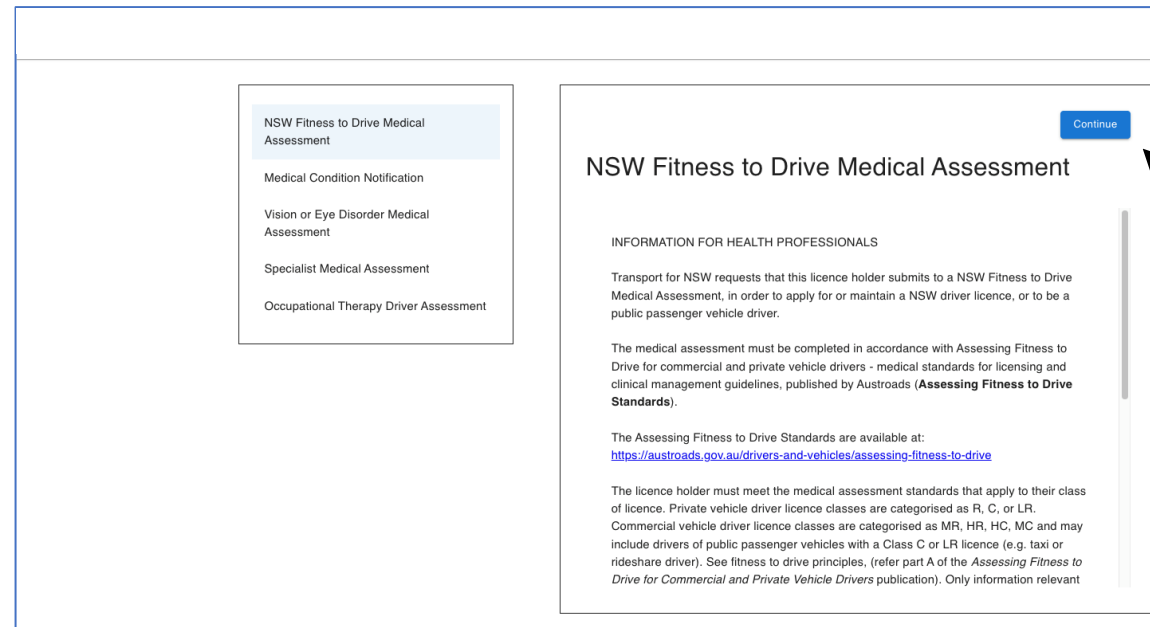 NSW Fitness to Drive Medical
Assessment
Medical Condition Notification
Vision or Eye Disorder Medical
Assessment
Specialist Medical Assessment
Occupational Therapy Driver Assessment
Continue
NSW Fitness to Drive Medical Assessment
INFORMATION FOR HEALTH PROFESSIONALS
Transport for NSW requests that this licence holder submits to a NSW Fitness to Drive
Medical Assessment, in order to apply for or maintain a NSW driver licence, or to be a
public passenger vehicle driver.
The medical assessment must be completed in accordance with Assessing Fitness to
Drive for commercial and private vehicle drivers - medical standards for licensing and
clinical management guidelines, published by Austroads (Assessing Fitness to Drive
Standards).
The Assessing Fitness to Drive Standards are available at:
https://austroads.gov.au/drivers-and-vehicles/assessing-fitness-to-drive
The licence holder must meet the medical assessment standards that apply to their class
of licence. Private vehicle driver licence classes are categorised as R, C, or LR.
Commercial vehicle driver licence classes are categorised as MR, HR, HC, MC and may
include drivers of public passenger vehicles with a Class C or LR licence (e.g. taxi or
rideshare driver). See fitness to drive principles, (refer part A of the Assessing Fitness to
Drive for Commercial and Private Vehicle Drivers publication). Only information relevant